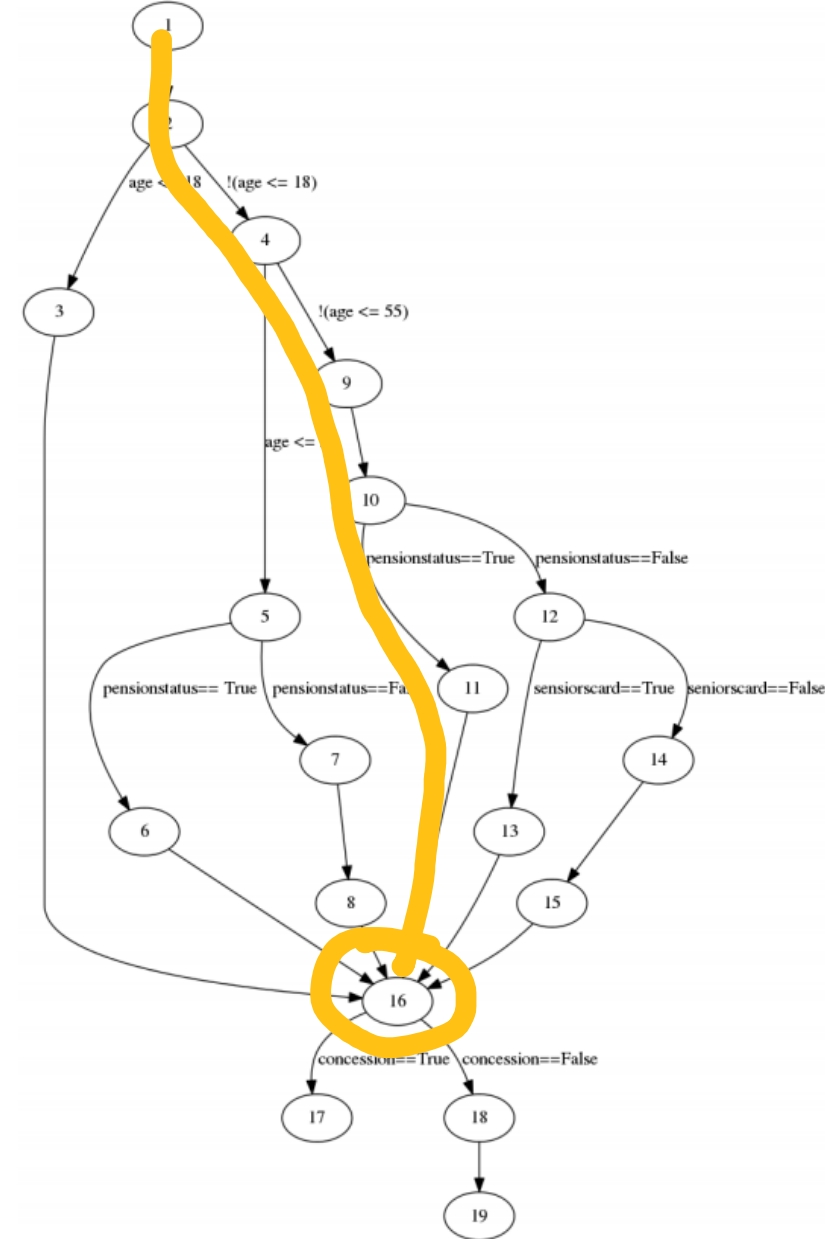 1
2
age < 18 !(age <= 18)
4
3
!(age <= 55)
9
age <=
10
pensionstatus==True pensionstatus==False
5
12
pensionstatus== True pensionstatus==Fa
11
sensiorscard==True seniorscard==False
7
14
6
13
8
15
16
concession==True concession==False
17
18
19